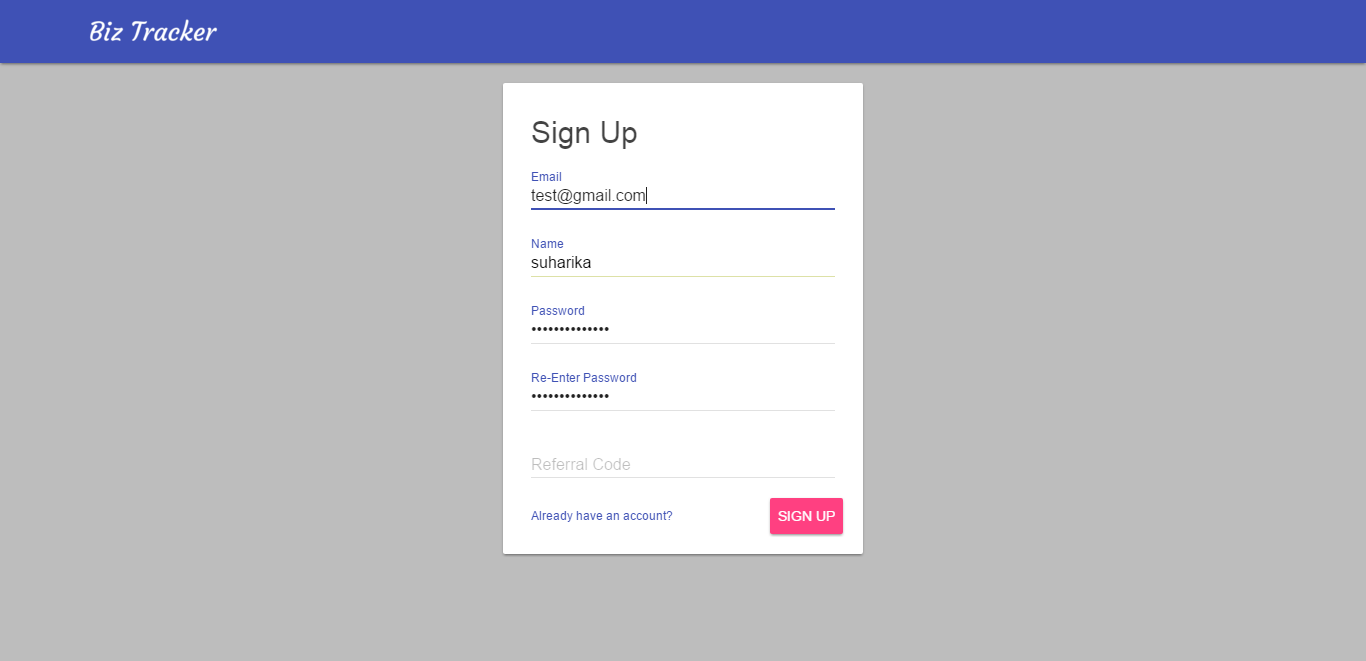 Biz Tracker
Sign Up
Email
test@gmail.com
Name
suharika
Password
••••••••••••••
Re-Enter Password
••••••••••••••
Referral Code
Already have an account?
SIGN UP